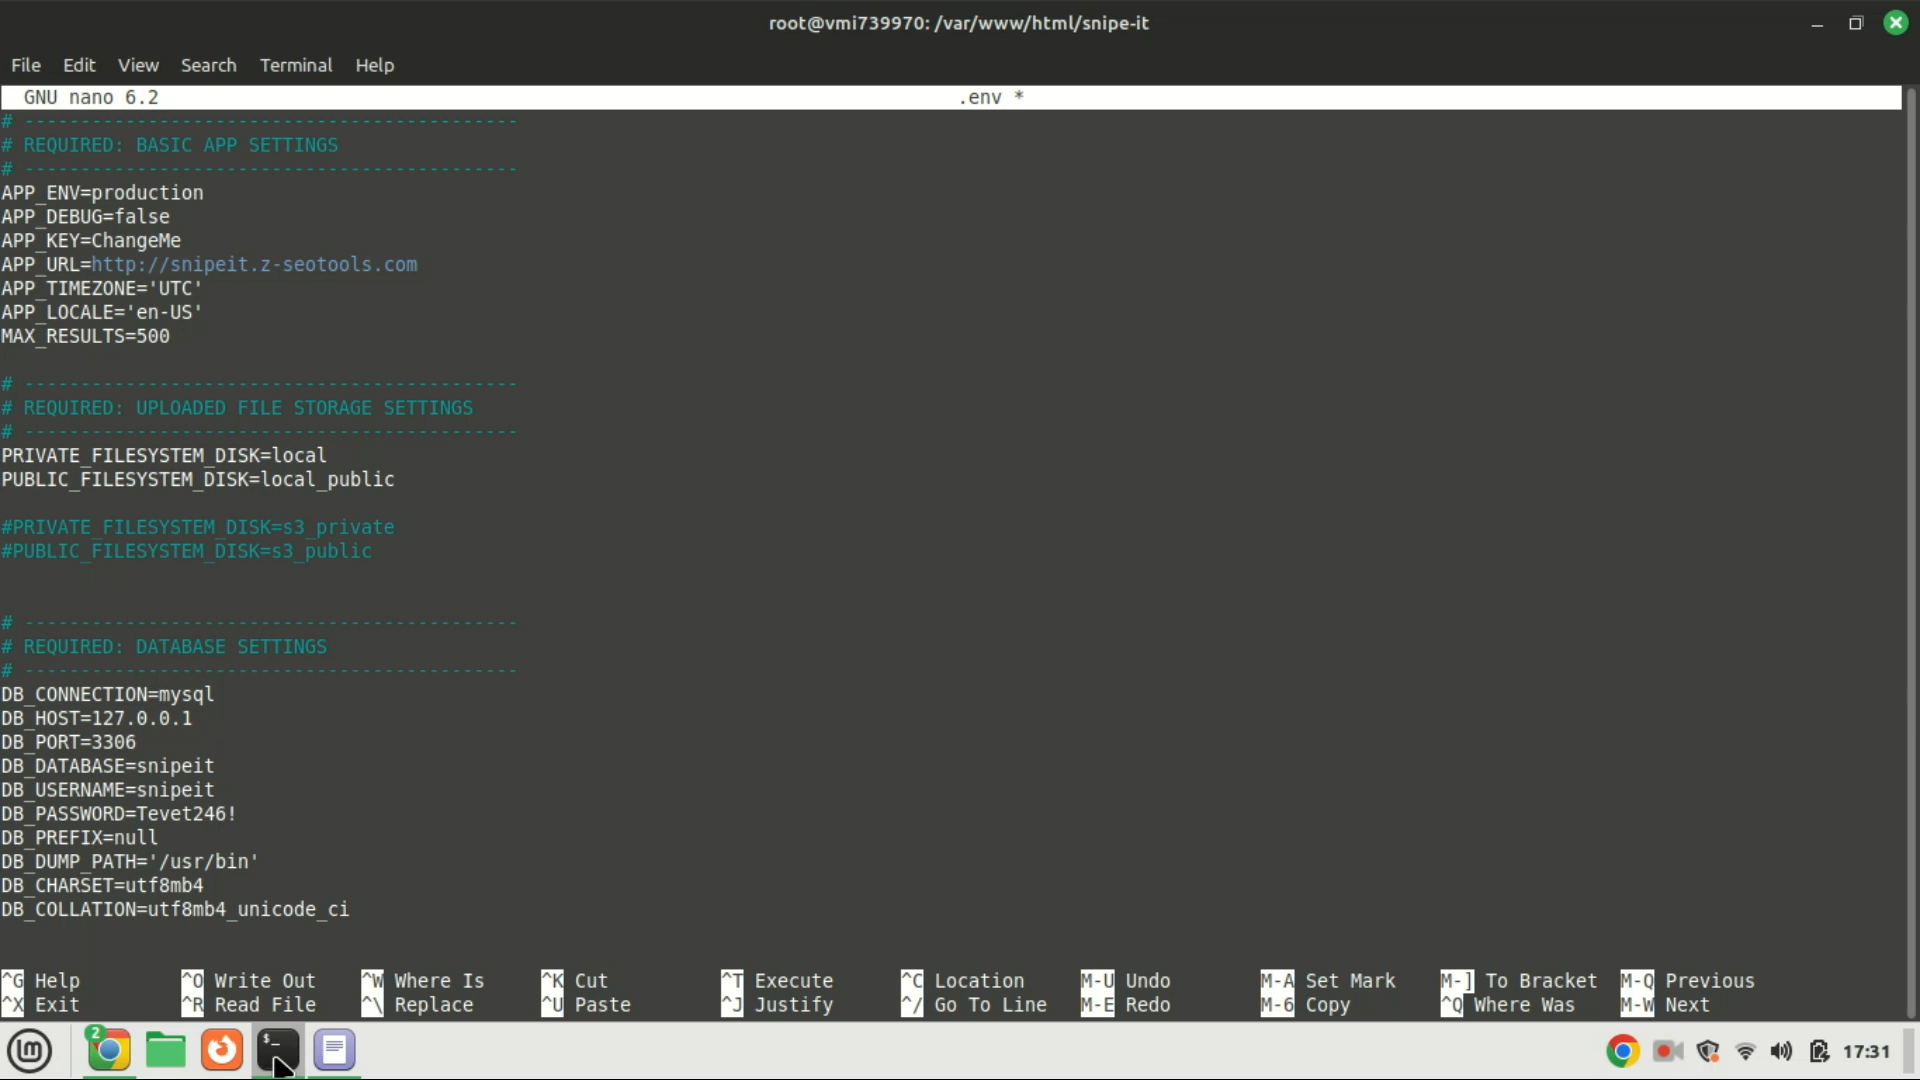 root@vmi739970: /var/www/html/snipe-it
File Edit View Search Terminal Help
GNU nano 6.2 .env *
# --------------------------------------------
# REQUIRED: BASIC APP SETTINGS
# --------------------------------------------
APP_ENV=production
APP_DEBUG=false
APP_KEY=ChangeMe
APP_URL=http://snipeit.z-seotools.com
APP_TIMEZONE='UTC'
APP_LOCALE='en-US'
MAX_RESULTS=500
# --------------------------------------------
# REQUIRED: UPLOADED FILE STORAGE SETTINGS
# --------------------------------------------
PRIVATE_FILESYSTEM_DISK=local
PUBLIC_FILESYSTEM_DISK=local_public
#PRIVATE_FILESYSTEM_DISK=s3_private
#PUBLIC_FILESYSTEM_DISK=s3_public
# --------------------------------------------
# REQUIRED: DATABASE SETTINGS
# --------------------------------------------
DB_CONNECTION=mysql
DB_HOST=127.0.0.1
DB_PORT=3306
DB_DATABASE=snipeit
DB_USERNAME=snipeit
DB_PASSWORD=Tevet246!
DB_PREFIX=null
DB_DUMP_PATH='/usr/bin'
DB_CHARSET=utf8mb4
DB_COLLATION=utf8mb4_unicode_ci
^G Help ^O Write Out ^W Where Is ^K Cut ^T Execute ^C Location M-U Undo M-A Set Mark M-] To Bracket M-Q Previous
^X Exit ^R Read File ^\ Replace ^U Paste ^J Justify ^/ Go To Line M-E Redo M-6 Copy ^Q Where Was M-W Next
2
$_
17:31